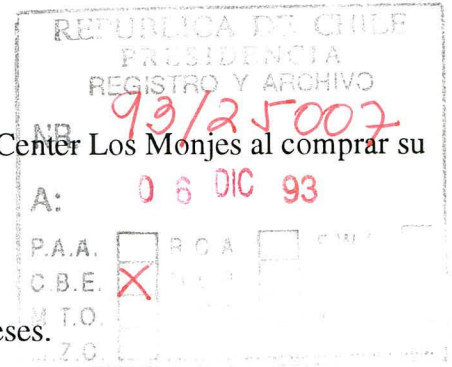 REPUBLICA DE CHILE
PRESIDENCIA
REGISTRO Y ARCHIVO
NR. 93/25007
Center Los Monjes al comprar su
A: 06 DIC 93
P.A.A. R.C.A.
C.B.E. X
M.T.O.
eses.
M.Z.C.